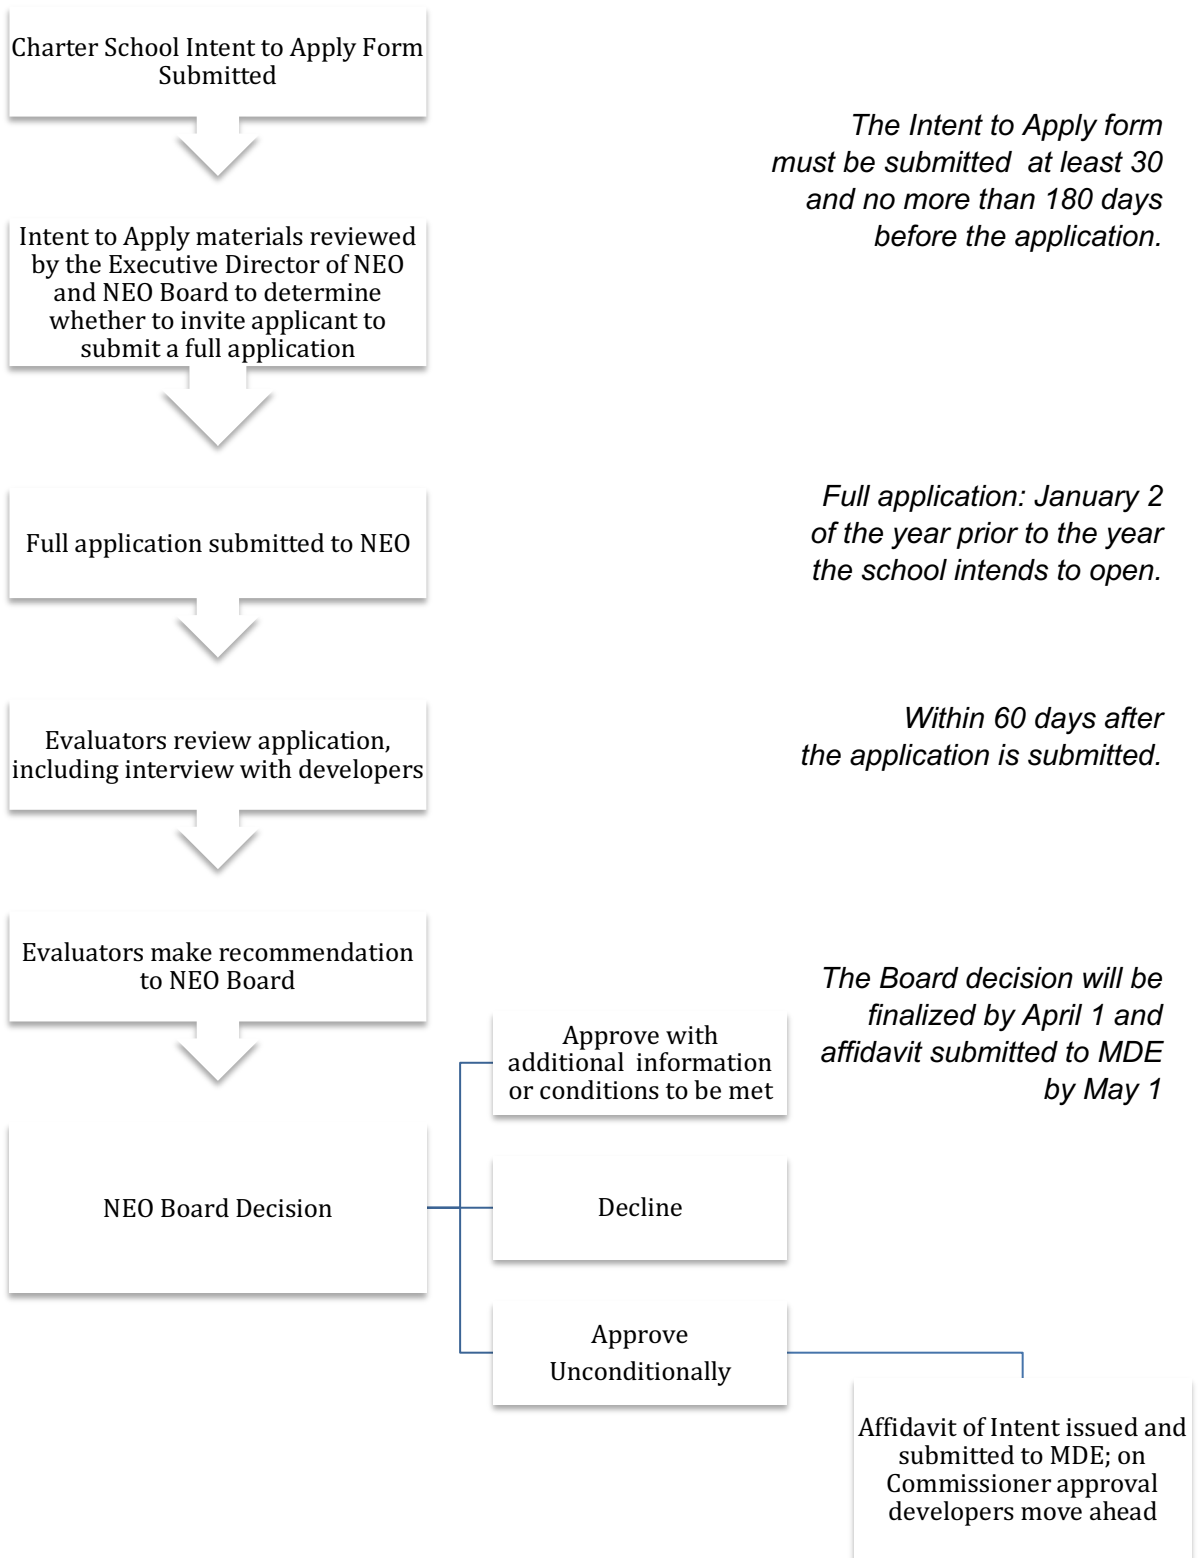 Charter School Intent to Apply Form
Submitted
The Intent to Apply form
must be submitted  at least 30
and no more than 180 days
before the application.
Intent to Apply materials reviewed
by the Executive Director of NEO
and NEO Board to determine
whether to invite applicant to
submit a full application
Full application submitted to NEO
Full application: January 2
of the year prior to the year
the school intends to open.
Evaluators review application,
including interview with developers
Within 60 days after
the application is submitted.
Evaluators make recommendation
to NEO Board
The Board decision will be
finalized by April 1 and
affidavit submitted to MDE
by May 1
Approve with
additional  information
or conditions to be met
NEO Board Decision
Decline
Approve
Unconditionally
Affidavit of Intent issued and
submitted to MDE; on
Commissioner approval
developers move ahead